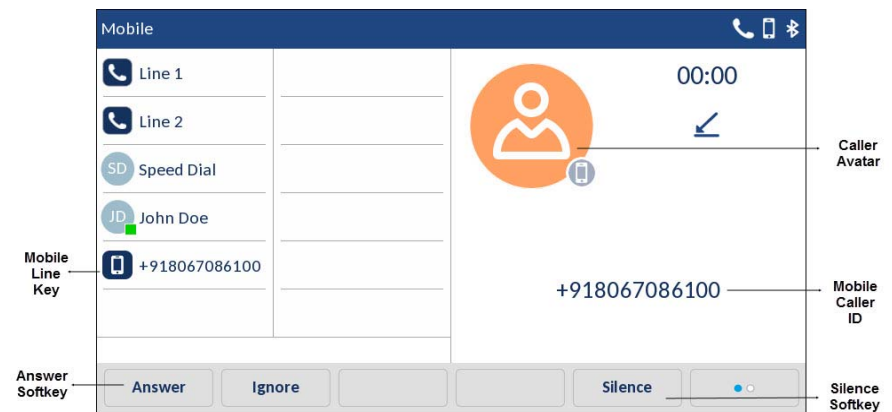 Mobile
Line 1
Line 2
SD Speed Dial
JD John Doe
+918067086100
00:00
+918067086100
Answer
Ignore
Silence
Mobile
Line
Key
Answer
Softkey
Caller
Avatar
Mobile
Caller
ID
Silence
Softkey